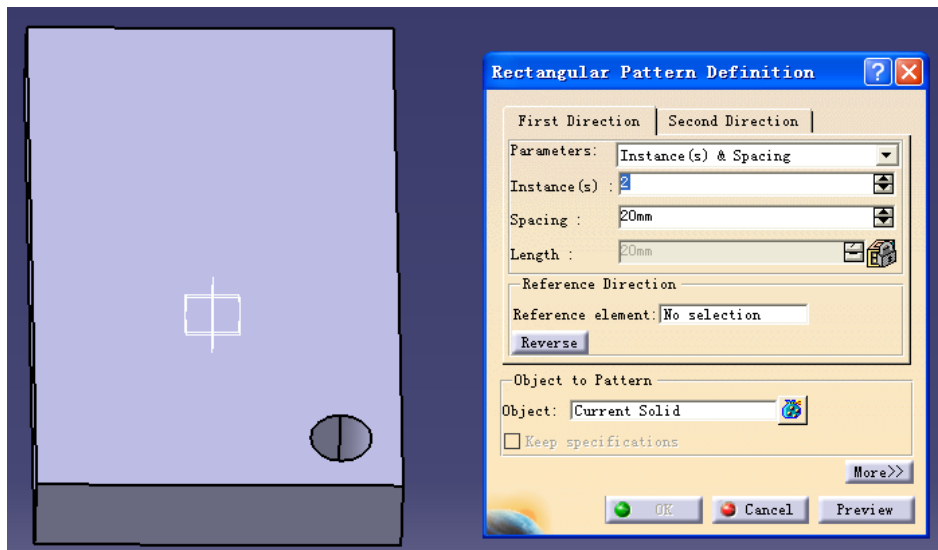 Rectangular Pattern Definition
First Direction Second Direction
Parameters: Instance(s) & Spacing
Instance(s) : 2
Spacing : 20mm
Length : 20mm
Reference Direction
Reference element: No selection
Reverse
Object to Pattern
Object: Current Solid
Keep specifications
More>>
OK Cancel Preview